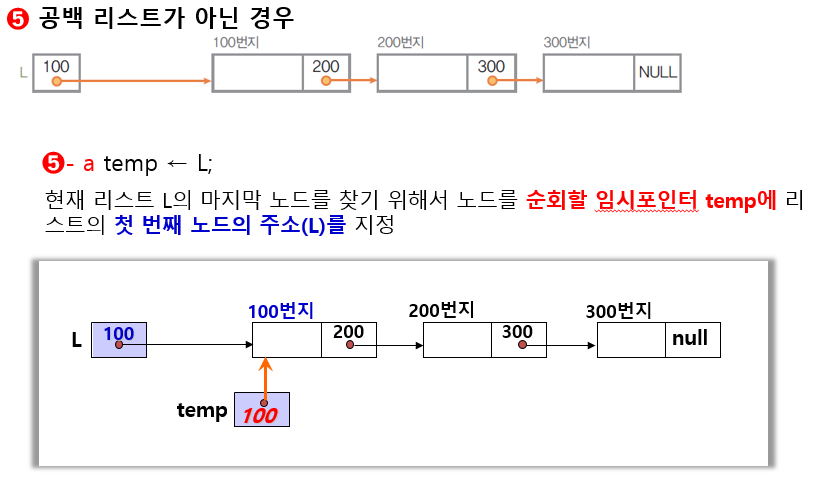 ❺ 공백 리스트가 아닌 경우
100번지 200번지 300번지
L 100 200 300 NULL
❺- a temp ← L;
현재 리스트 L의 마지막 노드를 찾기 위해서 노드를 순회할 임시포인터 temp에 리
스트의 첫 번째 노드의 주소(L)를 지정
100번지 200번지 300번지
L 100 200 300 null
temp 100